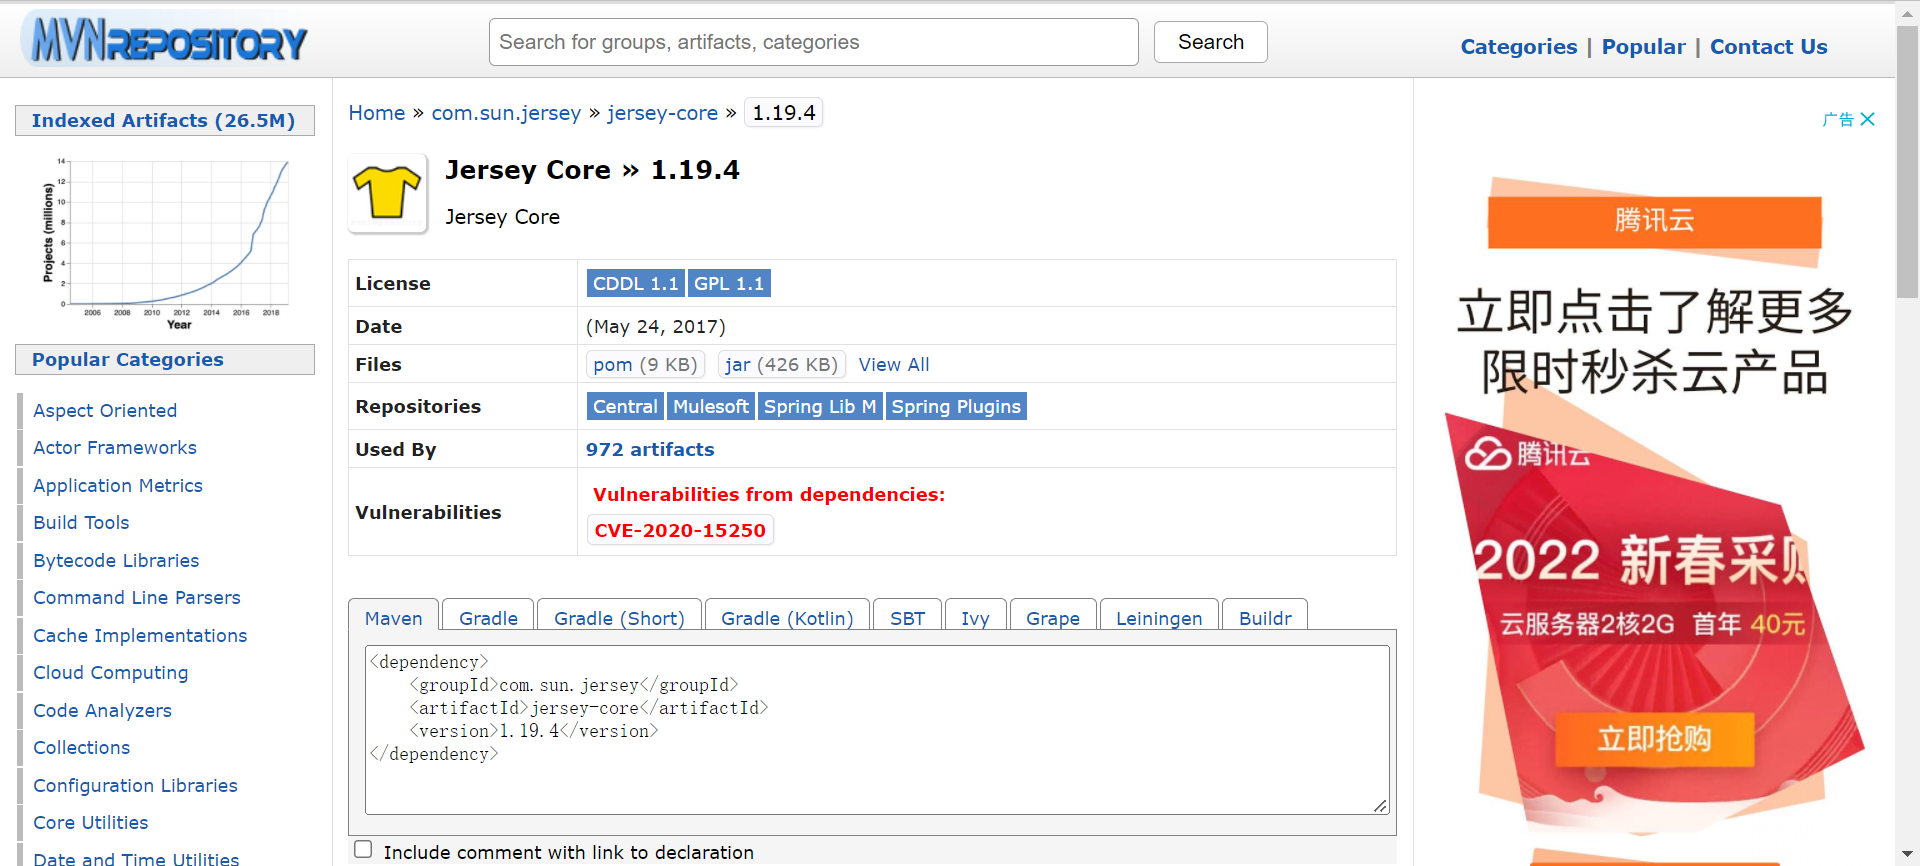 MVNREPOSITORY
Search for groups, artifacts, categories
Search
Categories | Popular | Contact Us
Indexed Artifacts (26.5M)
Projects (millions)
14
12
10
8
6
4
2
0
2006 2008 2010 2012 2014 2016 2018
Year
Popular Categories
Aspect Oriented
Actor Frameworks
Application Metrics
Build Tools
Bytecode Libraries
Command Line Parsers
Cache Implementations
Cloud Computing
Code Analyzers
Collections
Configuration Libraries
Core Utilities
Date and Time Utilities
Home » com.sun.jersey » jersey-core » 1.19.4
Jersey Core » 1.19.4
Jersey Core
License CDDL 1.1 GPL 1.1
Date (May 24, 2017)
Files pom (9 KB) jar (426 KB) View All
Repositories Central Mulesoft Spring Lib M Spring Plugins
Used By 972 artifacts
Vulnerabilities Vulnerabilities from dependencies:
CVE-2020-15250
Maven Gradle Gradle (Short) Gradle (Kotlin) SBT Ivy Grape Leiningen Buildr
<dependency>
    <groupId>com.sun.jersey</groupId>
    <artifactId>jersey-core</artifactId>
    <version>1.19.4</version>
</dependency>
Include comment with link to declaration
广告
腾讯云
立即点击了解更多
限时秒杀云产品
腾讯云
2022 新春采购
云服务器2核2G 首年 40元
立即抢购